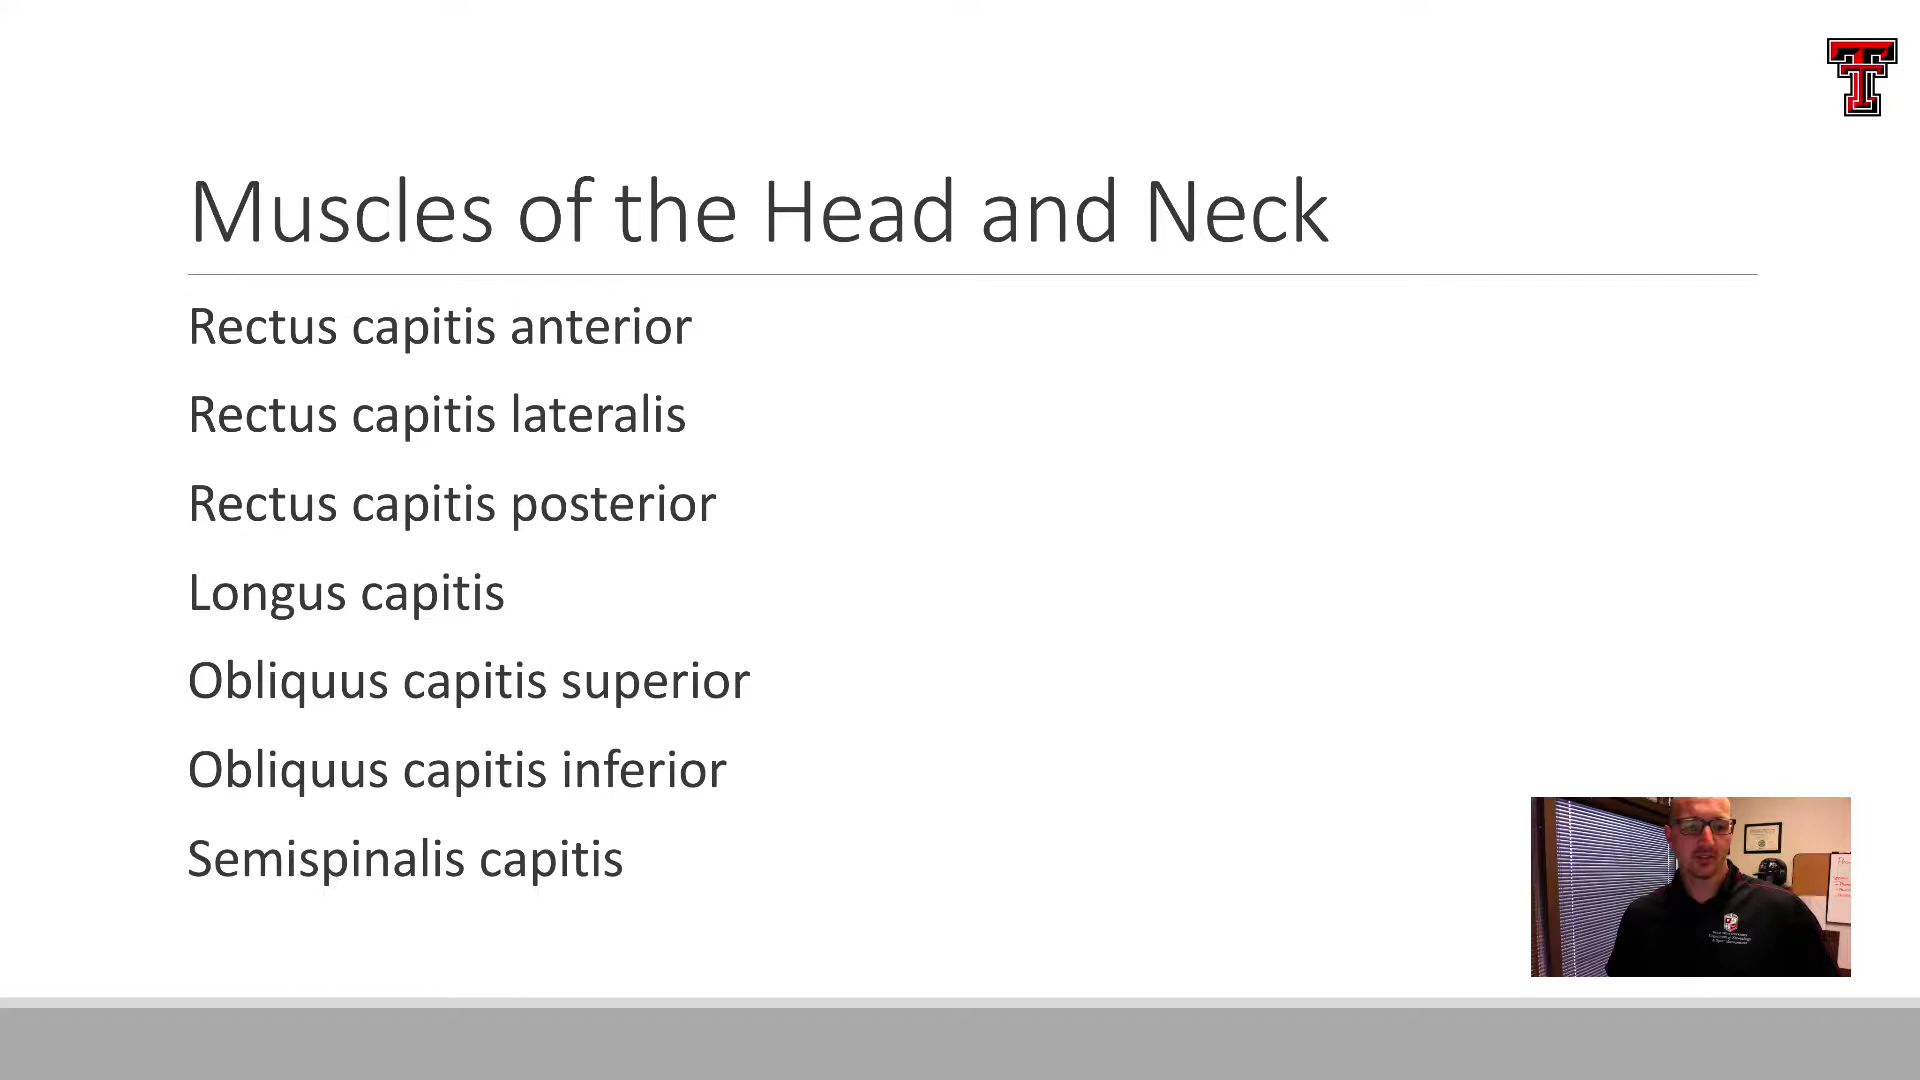 Muscles of the Head and Neck
Rectus capitis anterior
Rectus capitis lateralis
Rectus capitis posterior
Longus capitis
Obliquus capitis superior
Obliquus capitis inferior
Semispinalis capitis